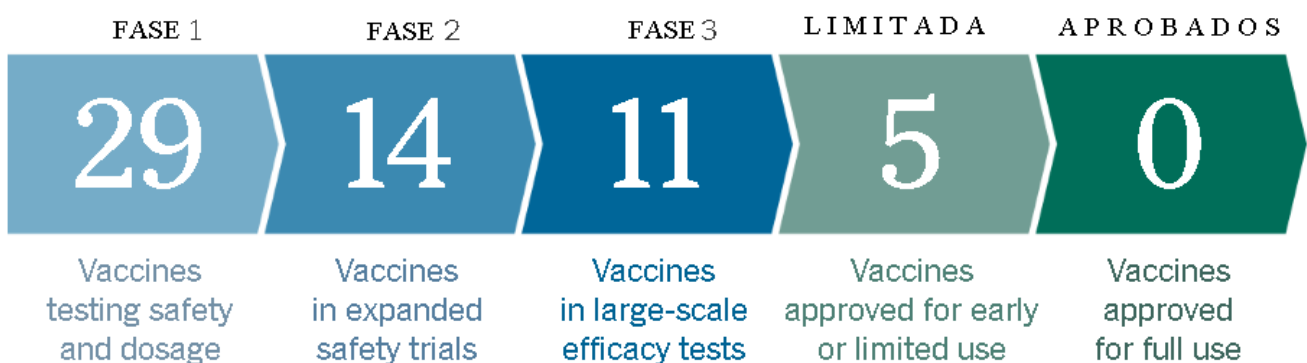 FASE 1
FASE 2
FASE 3
LIMITADA
APROBADOS
29
14
11
5
0
Vaccines
testing safety
and dosage
Vaccines
in expanded
safety trials
Vaccines
in large-scale
efficacy tests
Vaccines
approved for early
or limited use
Vaccines
approved
for full use